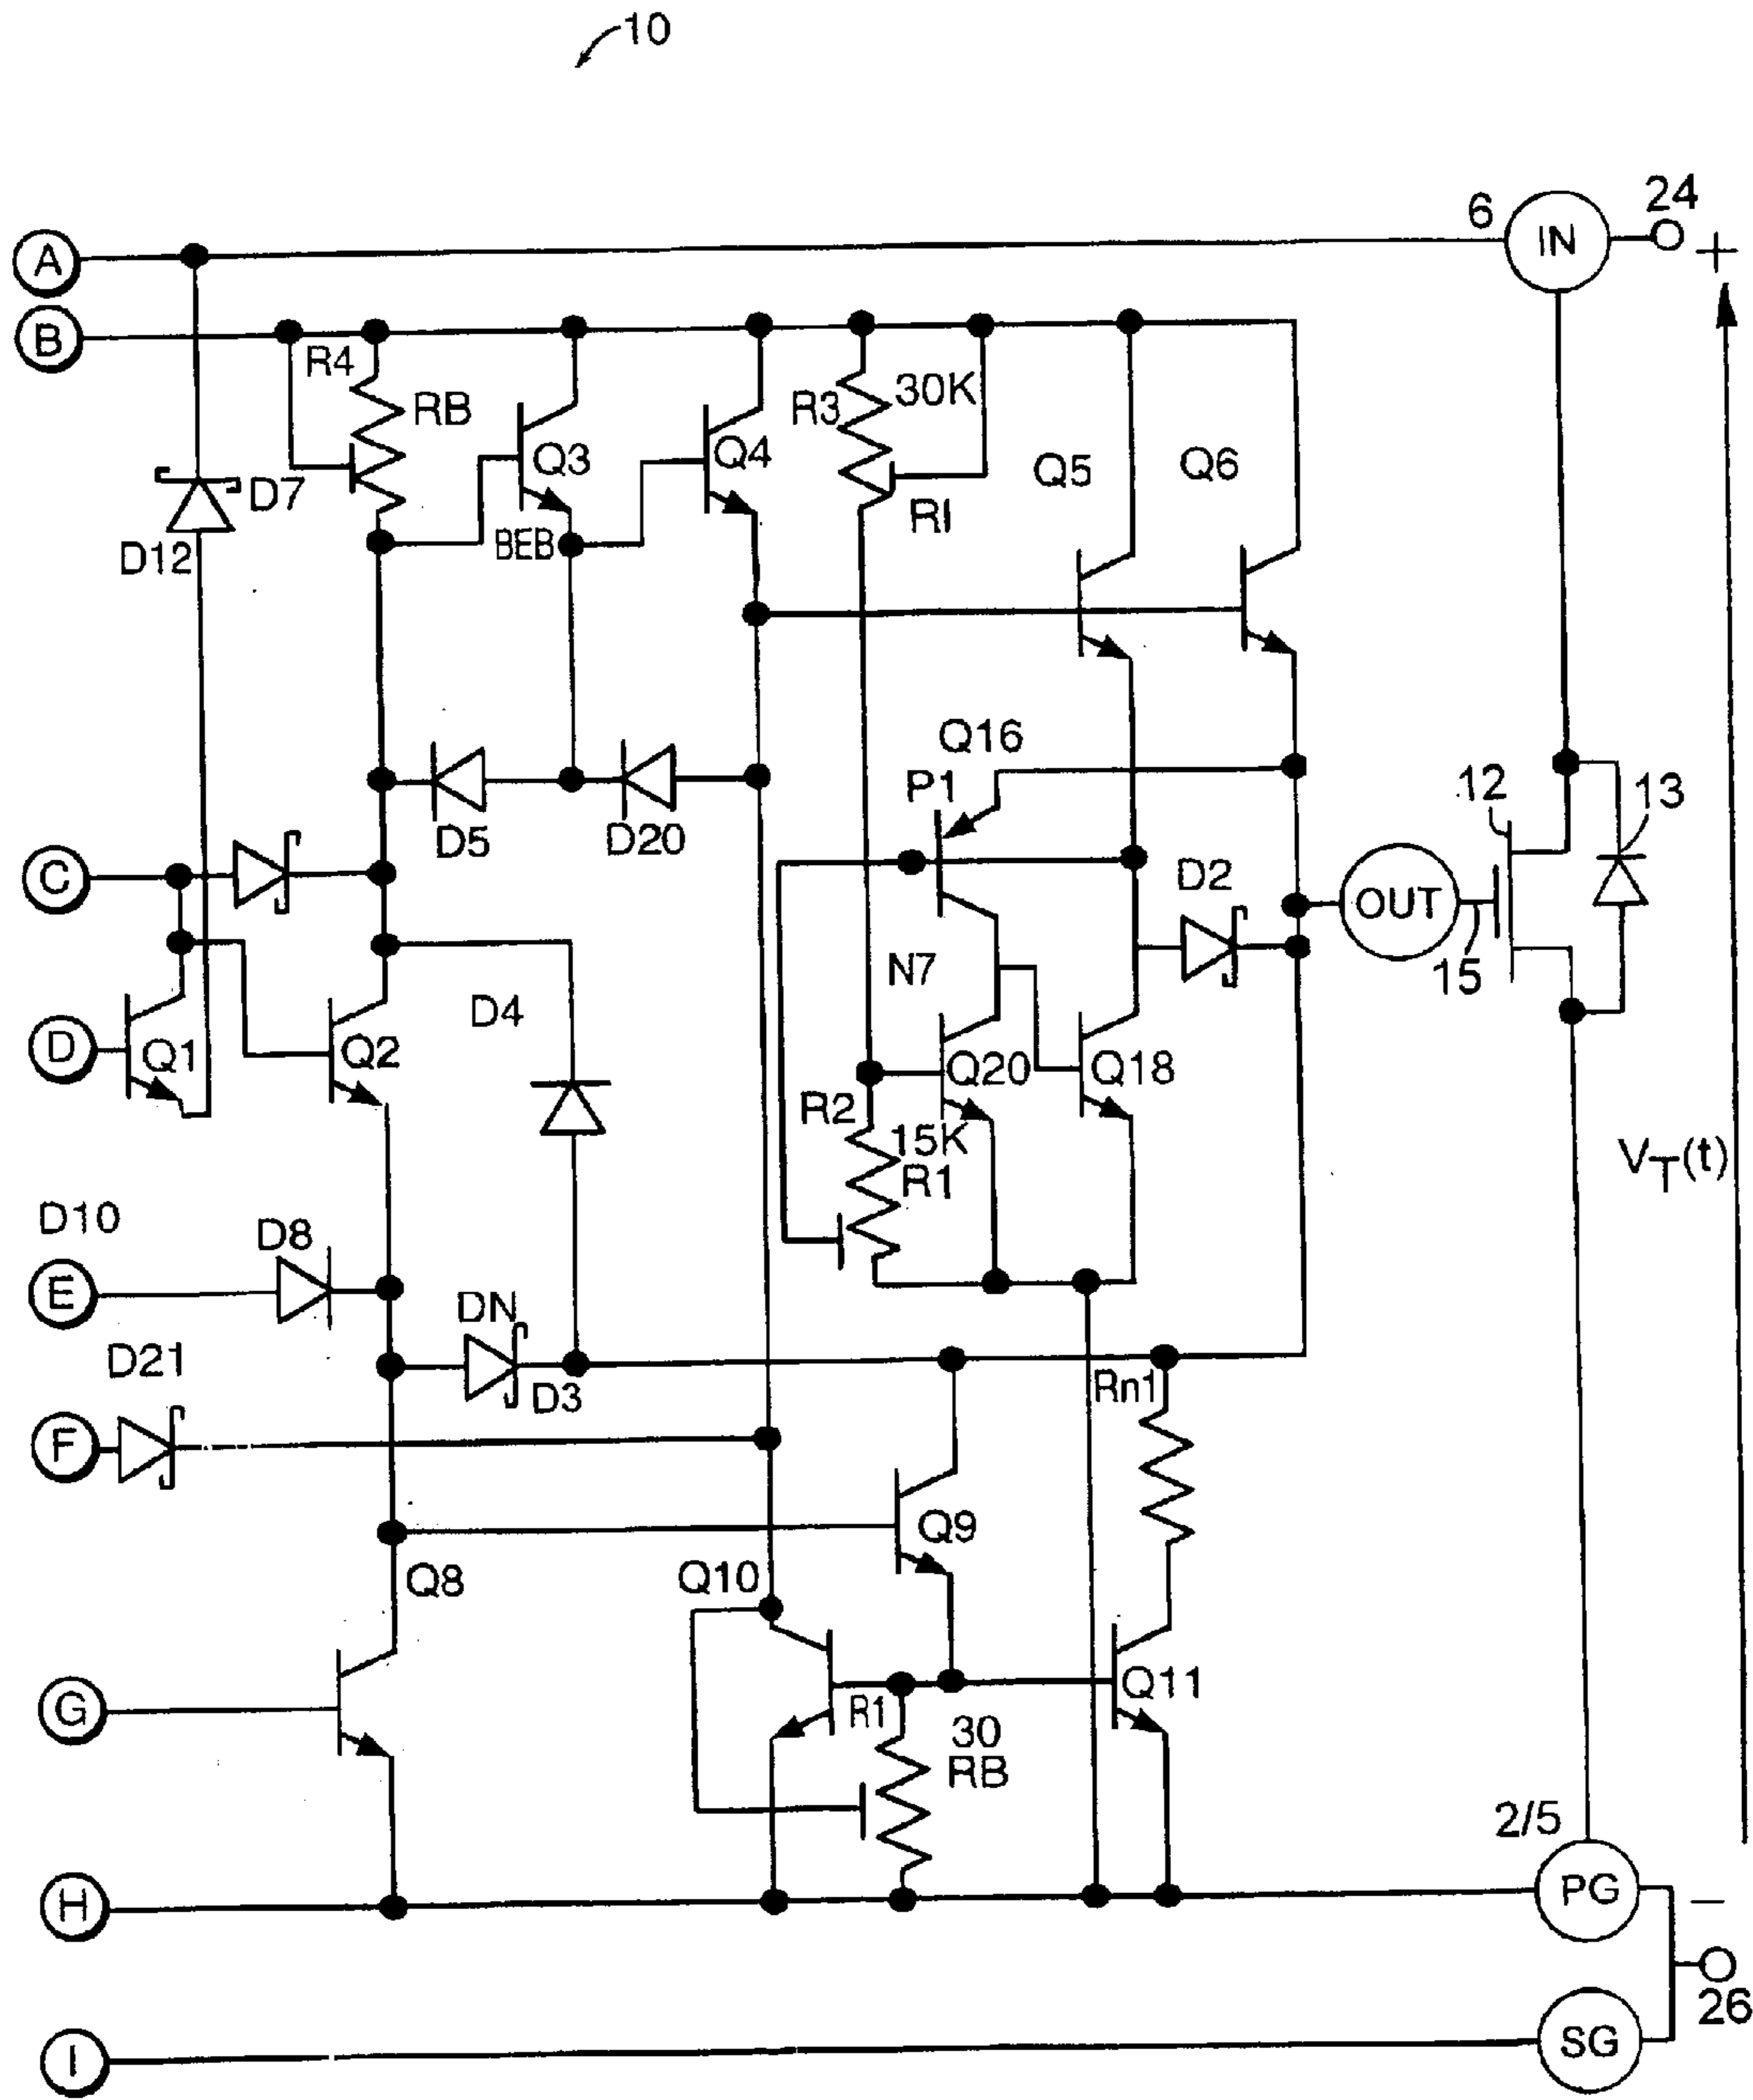 10
24
6
IN
+
A
B
R4
RB
R3
30K
Q3
Q4
Q5
Q6
D7
RI
BEB
D12
Q16
P1
12
13
D5
D20
D2
C
OUT
N7
15
D4
D
Q1
Q2
Q20
Q18
R2
15K
R1
VT(t)
D10
D8
E
DN
D21
D3
Rn1
F
Q9
Q8
Q10
Q11
G
R1
30
RB
2/5
H
PG
–
26
I
SG